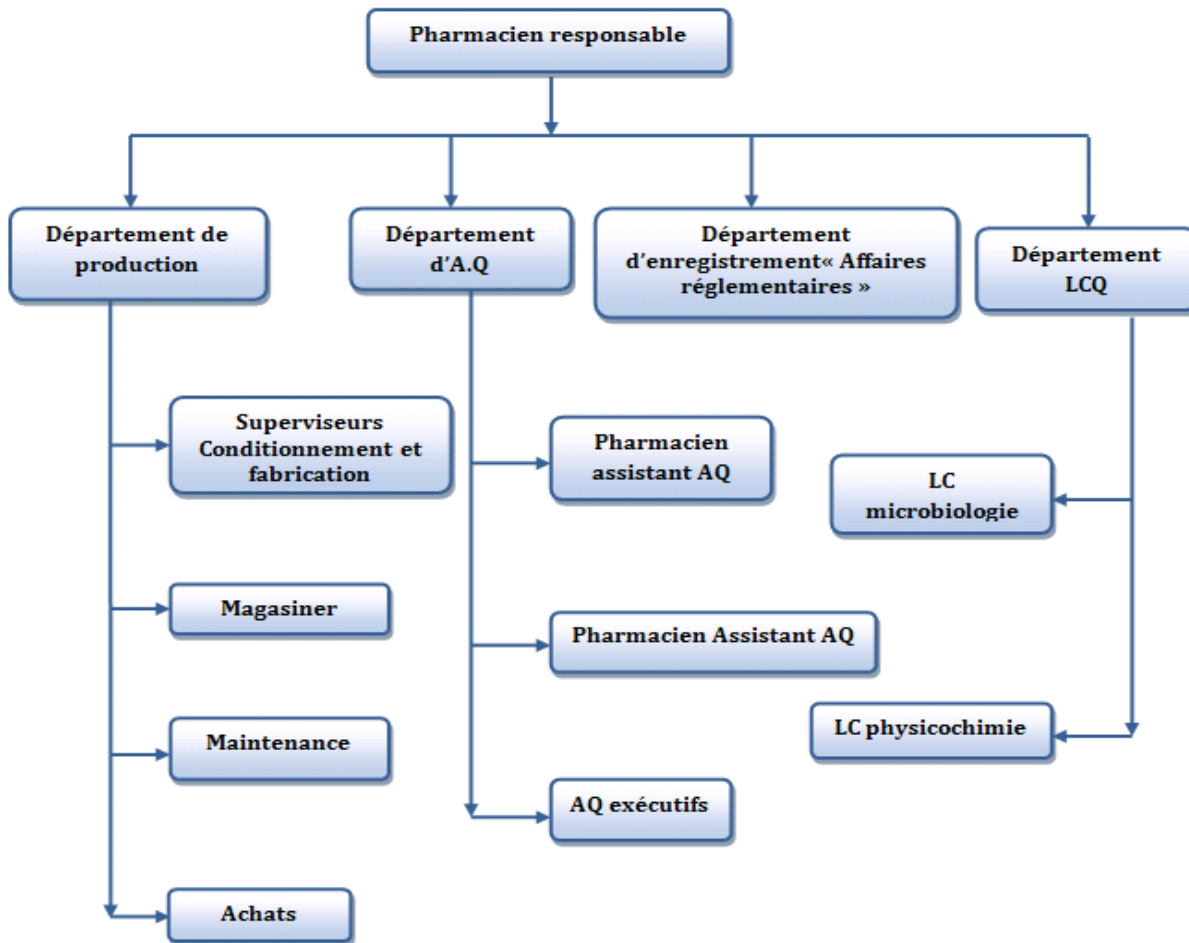 Pharmacien responsable
Département de
production
Département
d'A.Q
Département
d'enregistrement« Affaires
réglementaires »
Département
LCQ
Superviseurs
Conditionnement et
fabrication
Magasiner
Maintenance
Achats
Pharmacien
assistant AQ
Pharmacien Assistant AQ
AQ exécutifs
LC
microbiologie
LC physicochimie